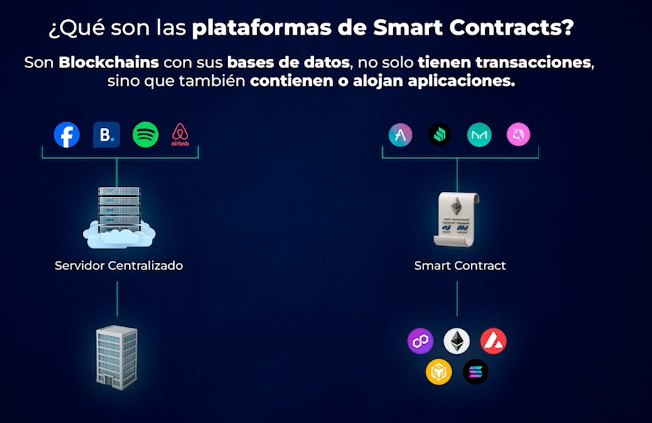 ¿Qué son las plataformas de Smart Contracts?
Son Blockchains con sus bases de datos, no solo tienen transacciones,
sino que también contienen o alojan aplicaciones.
B.
airbnb
Servidor Centralizado
Smart Contract